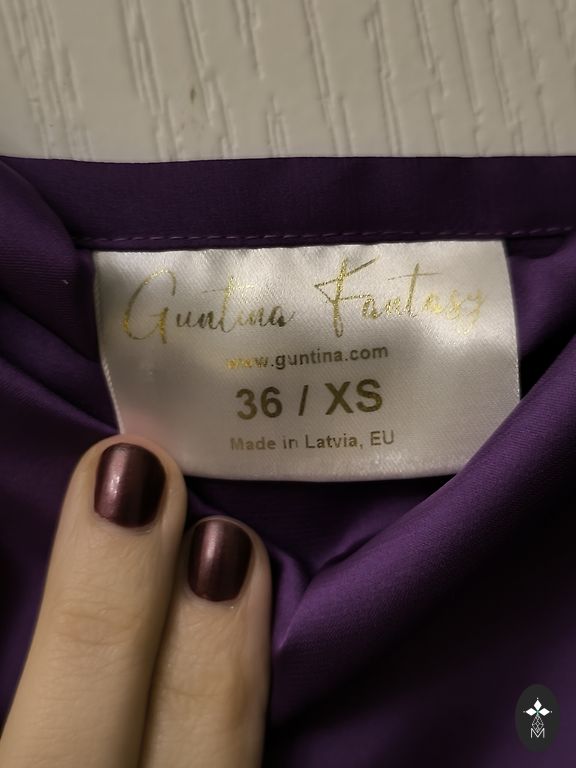 Guntina Fantasy
www.guntina.com
36 / XS
Made in Latvia, EU
M